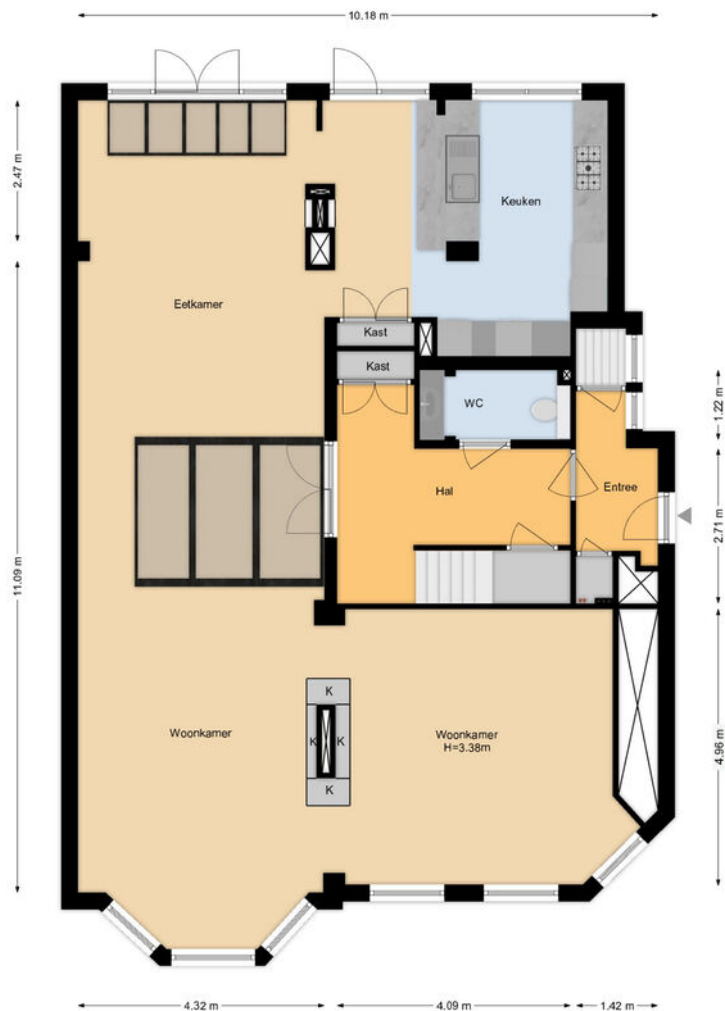 10.18 m
2.47 m
Keuken
Eetkamer
Kast
Kast
WC
1.22 m
Hal
Entree
2.71 m
11.09 m
K
Woonkamer
K
K
Woonkamer
H=3.38m
K
4.96 m
4.32 m
4.09 m
1.42 m